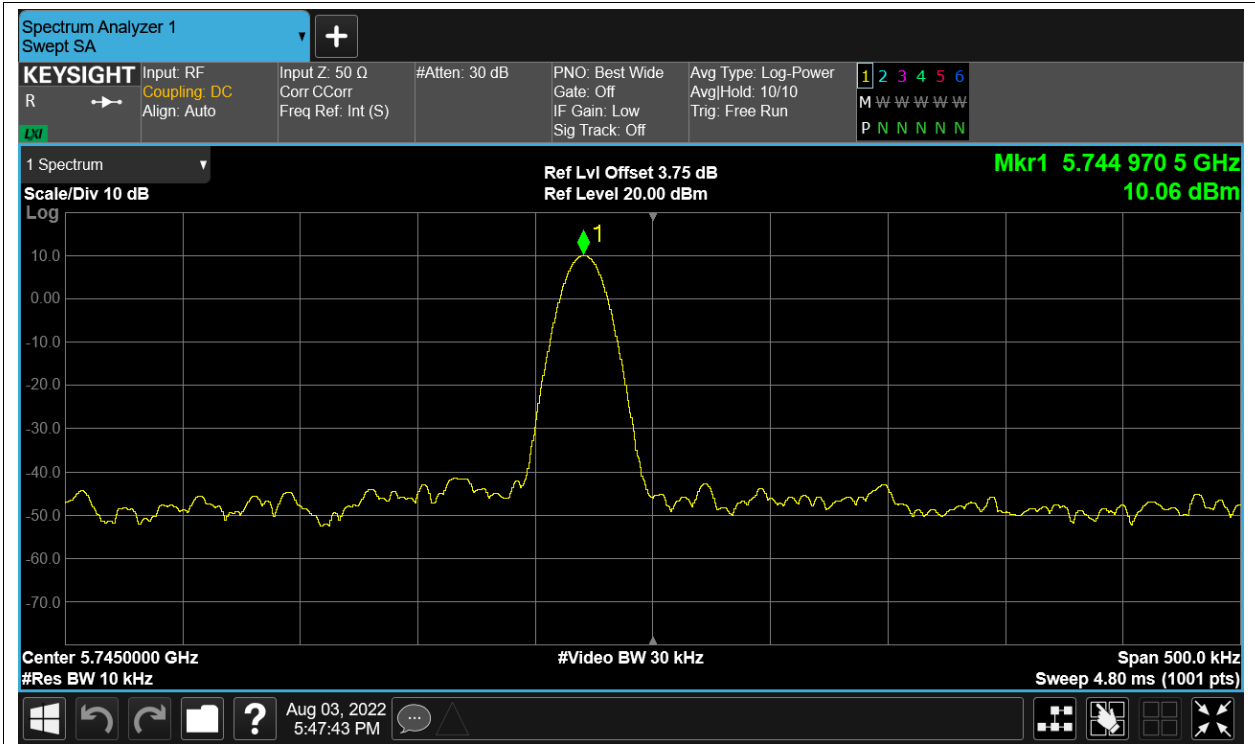 Spectrum Analyzer 1
Swept SA
KEYSIGHT
R
LXI
Input: RF
Coupling: DC
Align: Auto
Input Z: 50 Ω
Corr CCorr
Freq Ref: Int (S)
#Atten: 30 dB
PNO: Best Wide
Gate: Off
IF Gain: Low
Sig Track: Off
Avg Type: Log-Power
Avg|Hold: 10/10
Trig: Free Run
1 2 3 4 5 6
M W W W W W W
P N N N N N
1 Spectrum
Scale/Div 10 dB
Log
Ref Lvl Offset 3.75 dB
Ref Level 20.00 dBm
Mkr1 5.744 970 5 GHz
10.06 dBm
1
10.0
0.00
-10.0
-20.0
-30.0
-40.0
-50.0
-60.0
-70.0
Center 5.7450000 GHz
#Res BW 10 kHz
#Video BW 30 kHz
Span 500.0 kHz
Sweep 4.80 ms (1001 pts)
?
Aug 03, 2022
5:47:43 PM